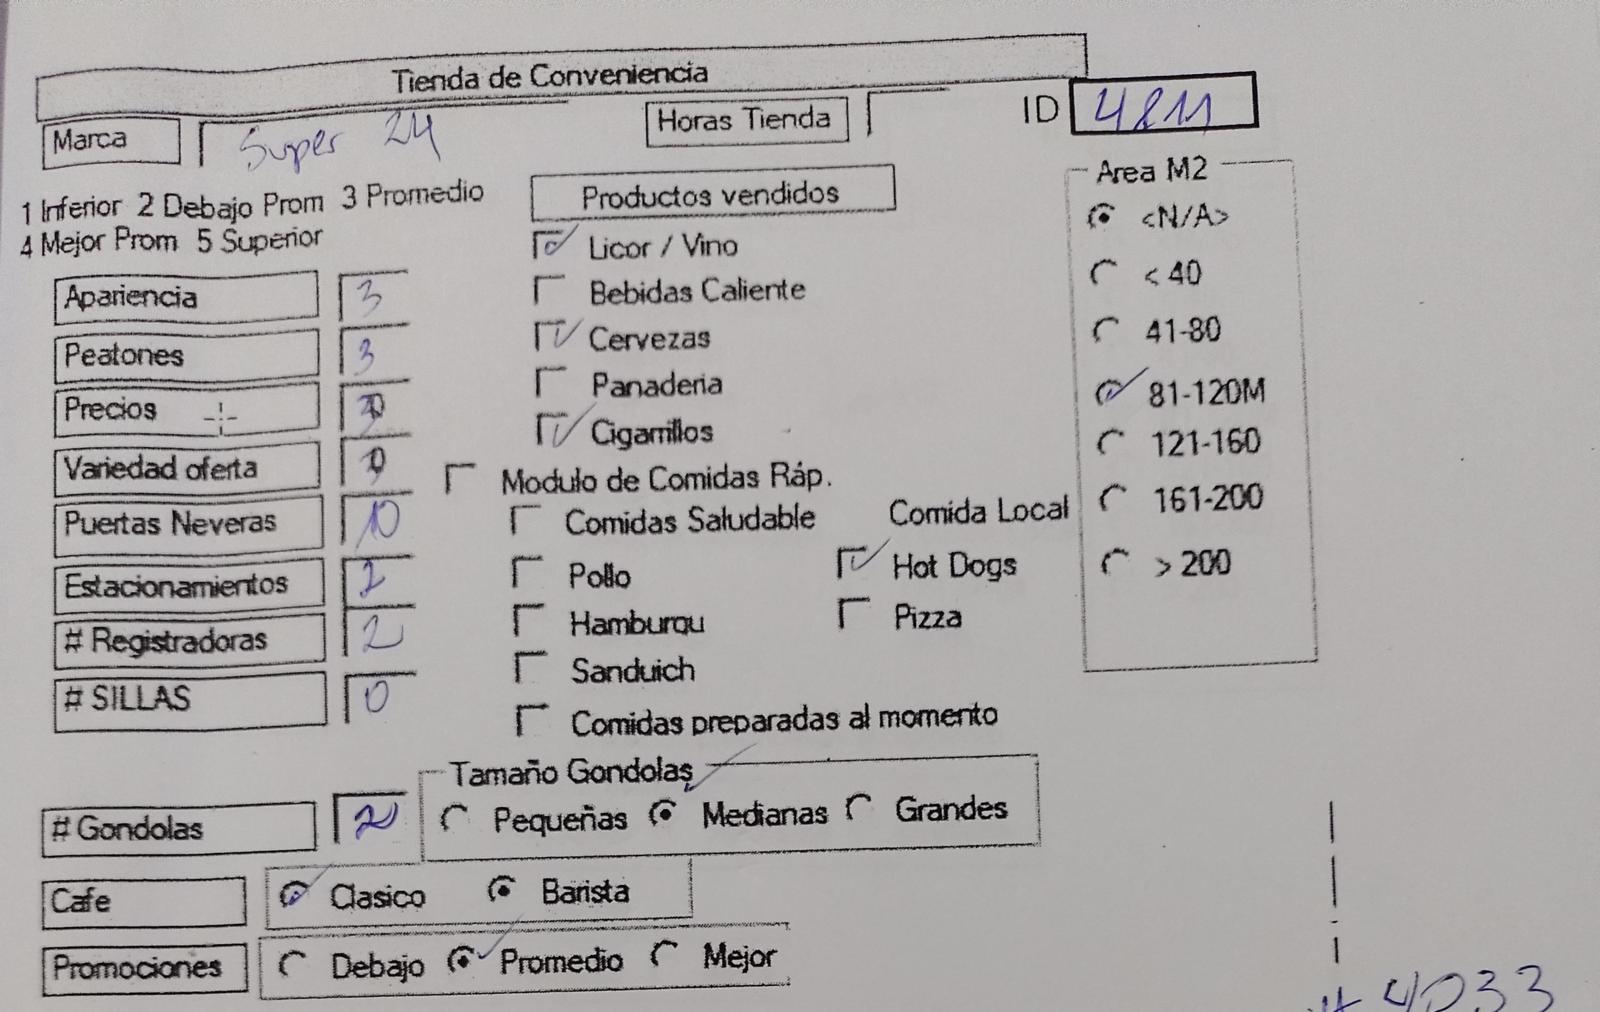 Tienda de Conveniencia
Marca Super 24 Horas Tienda ID 4811
1 Inferior 2 Debajo Prom 3 Promedio
4 Mejor Prom 5 Superior
Productos vendidos
Area M2
Licor / Vino
Bebidas Caliente
Cervezas
Panaderia
Cigarrillos
<N/A>
< 40
41-80
81-120M
121-160
161-200
> 200
Apariencia 3
Peatones 3
Precios
Variedad oferta
Puertas Neveras 10
Estacionamientos
# Registradoras 2
# SILLAS 0
Modulo de Comidas Ráp.
Comidas Saludable Comida Local
Pollo Hot Dogs
Hamburqu Pizza
Sanduich
Comidas preparadas al momento
Tamaño Gondolas
# Gondolas 2 Pequeñas Medianas Grandes
Cafe Clasico Barista
Promociones Debajo Promedio Mejor
4033